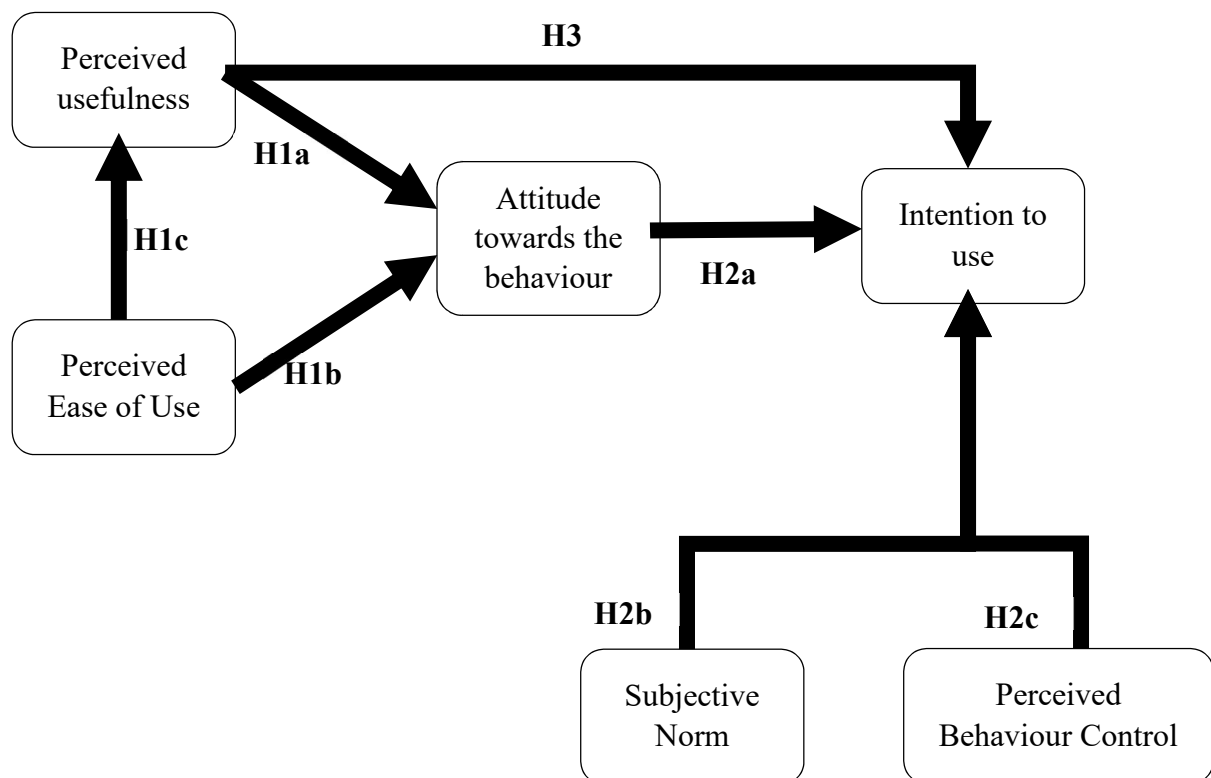 H3
Perceived
usefulness
H1a
Attitude
towards the
behaviour
Intention to
use
H1c
H2a
Perceived
Ease of Use
H1b
H2b
H2c
Subjective
Norm
Perceived
Behaviour Control